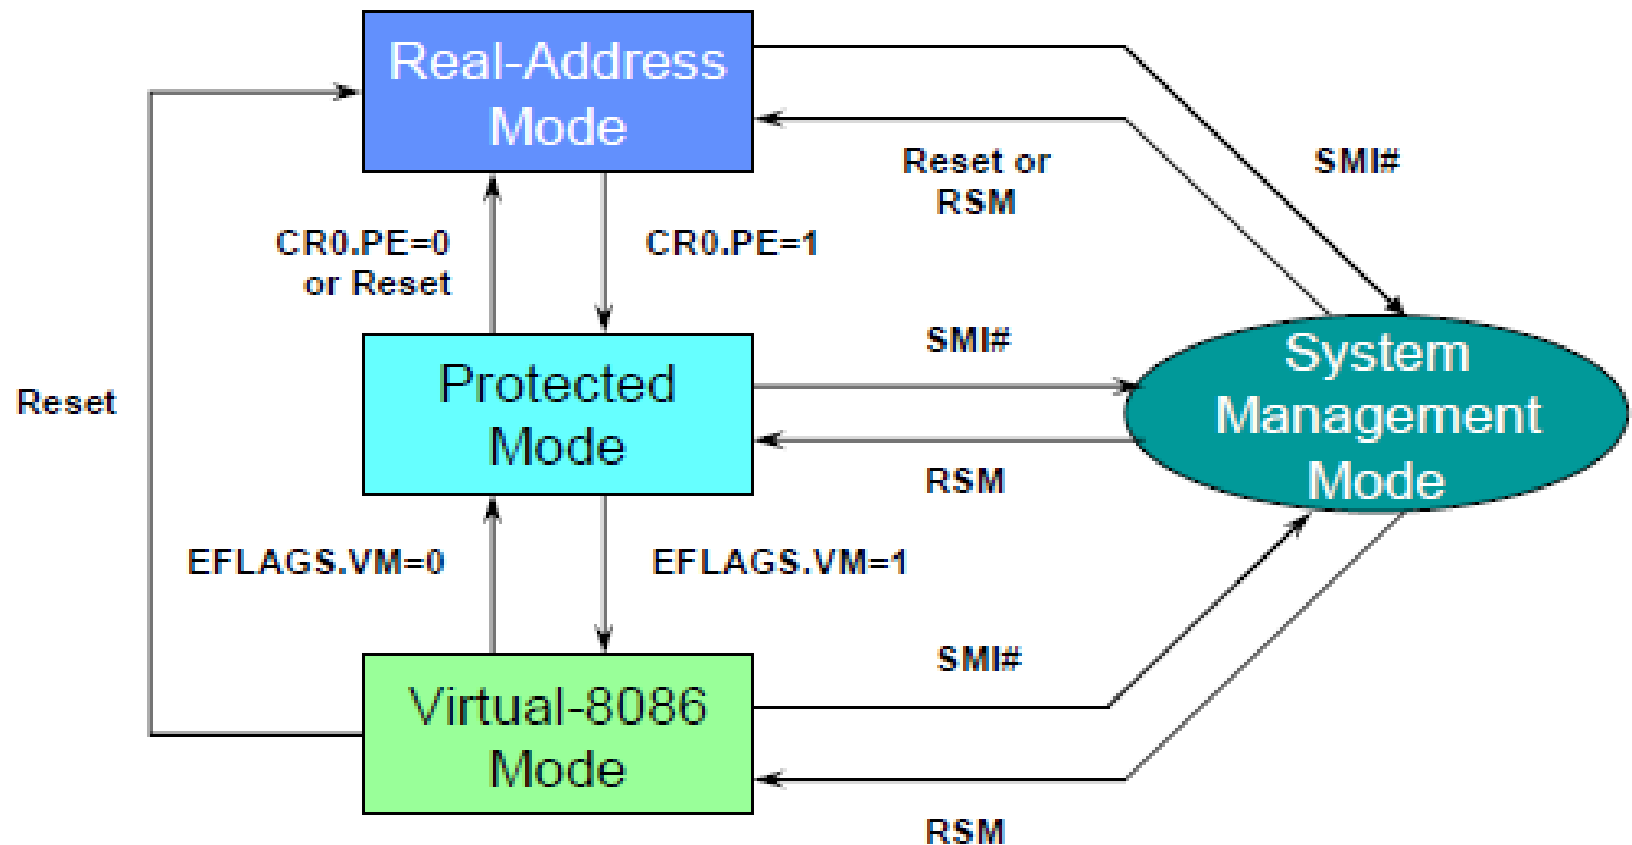 Real-Address
Mode
Reset or
RSM
SMI#
CR0.PE=0
or Reset
CR0.PE=1
SMI#
Protected
Mode
System
Management
Mode
Reset
RSM
EFLAGS.VM=0
EFLAGS.VM=1
SMI#
Virtual-8086
Mode
RSM